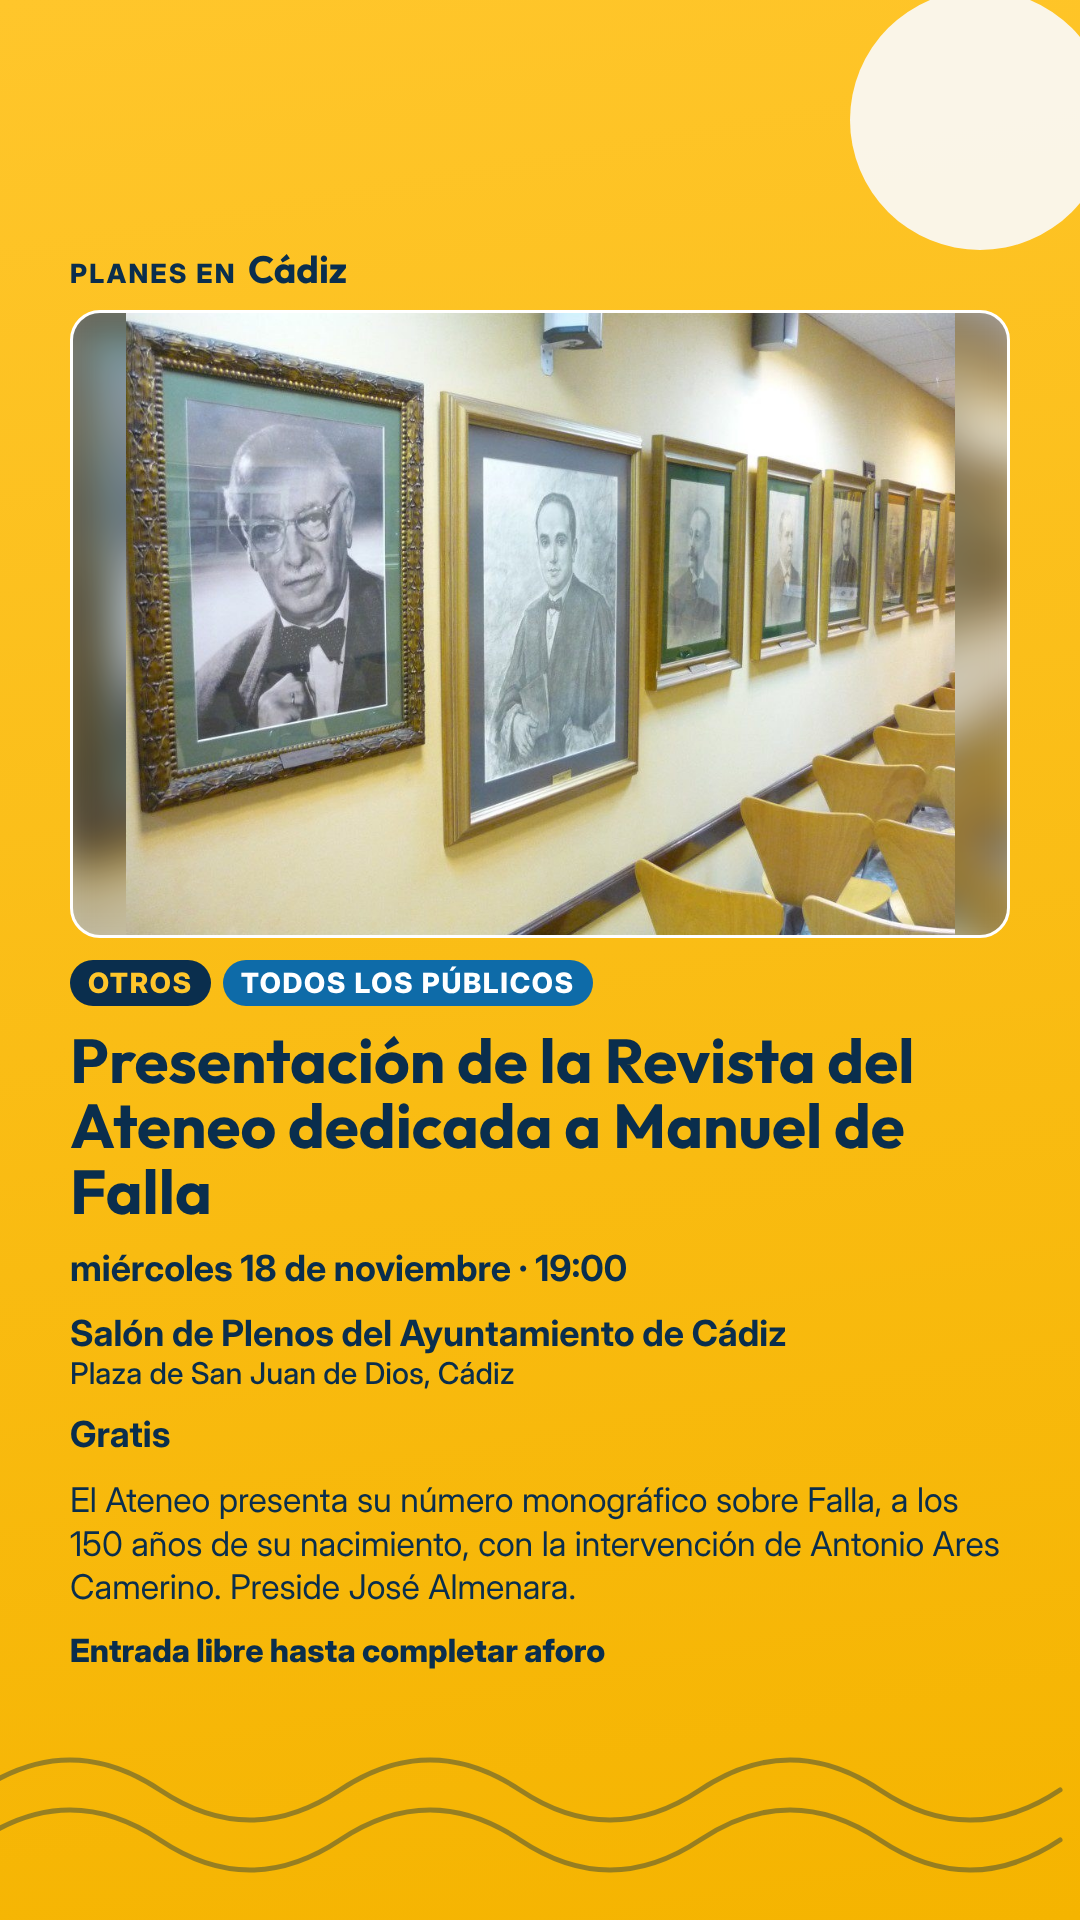 PLANES EN Cádiz
OTROS
TODOS LOS PÚBLICOS
Presentación de la Revista del
Ateneo dedicada a Manuel de
Falla
miércoles 18 de noviembre · 19:00
Salón de Plenos del Ayuntamiento de Cádiz
Plaza de San Juan de Dios, Cádiz
Gratis
El Ateneo presenta su número monográfico sobre Falla, a los
150 años de su nacimiento, con la intervención de Antonio Ares
Camerino. Preside José Almenara.
Entrada libre hasta completar aforo